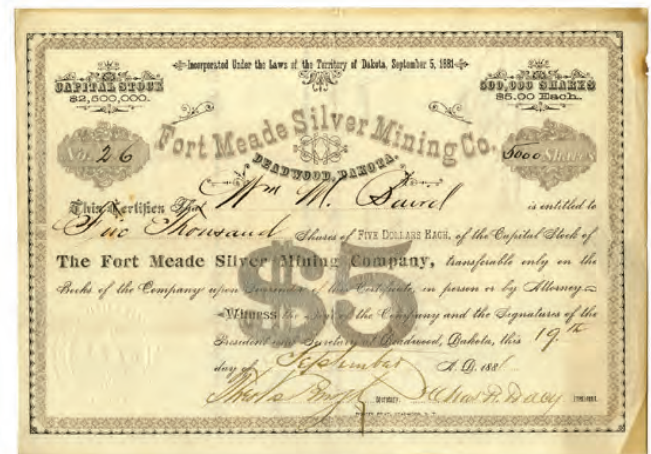 Incorporated Under the Laws of the Territory of Dakota, September 5, 1881
CAPITAL STOCK
$2,500,000.
500,000 SHARES
$5.00 Each.
Fort Meade Silver Mining Co.
DEADWOOD, DAKOTA.
No. 26
5000 Shares
This Certifies That Wm M. is entitled to
Five Thousand Shares of FIVE DOLLARS EACH, of the Capital Stock of
The Fort Meade Silver Mining Company, transferable only on the
Books of the Company upon Surrender of this Certificate, in person or by Attorney.
Witness the of the Company and the Signatures of the
President and Secretary at Deadwood, Dakota, this 19th
day of September A. D. 1881
$5
Secretary. Chas. R. President.